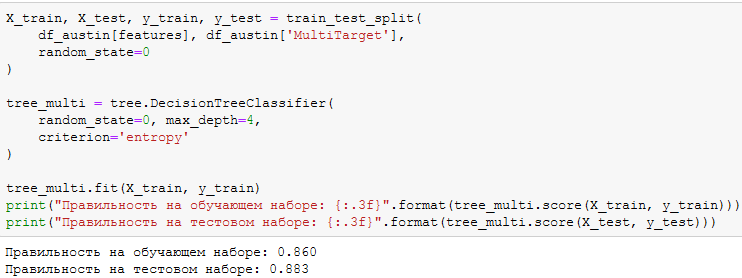 X_train, X_test, y_train, y_test = train_test_split(
    df_austin[features], df_austin['MultiTarget'],
    random_state=0
)
tree_multi = tree.DecisionTreeClassifier(
    random_state=0, max_depth=4,
    criterion='entropy'
)
tree_multi.fit(X_train, y_train)
print("Правильность на обучающем наборе: {:.3f}".format(tree_multi.score(X_train, y_train)))
print("Правильность на тестовом наборе: {:.3f}".format(tree_multi.score(X_test, y_test)))
Правильность на обучающем наборе: 0.860
Правильность на тестовом наборе: 0.883